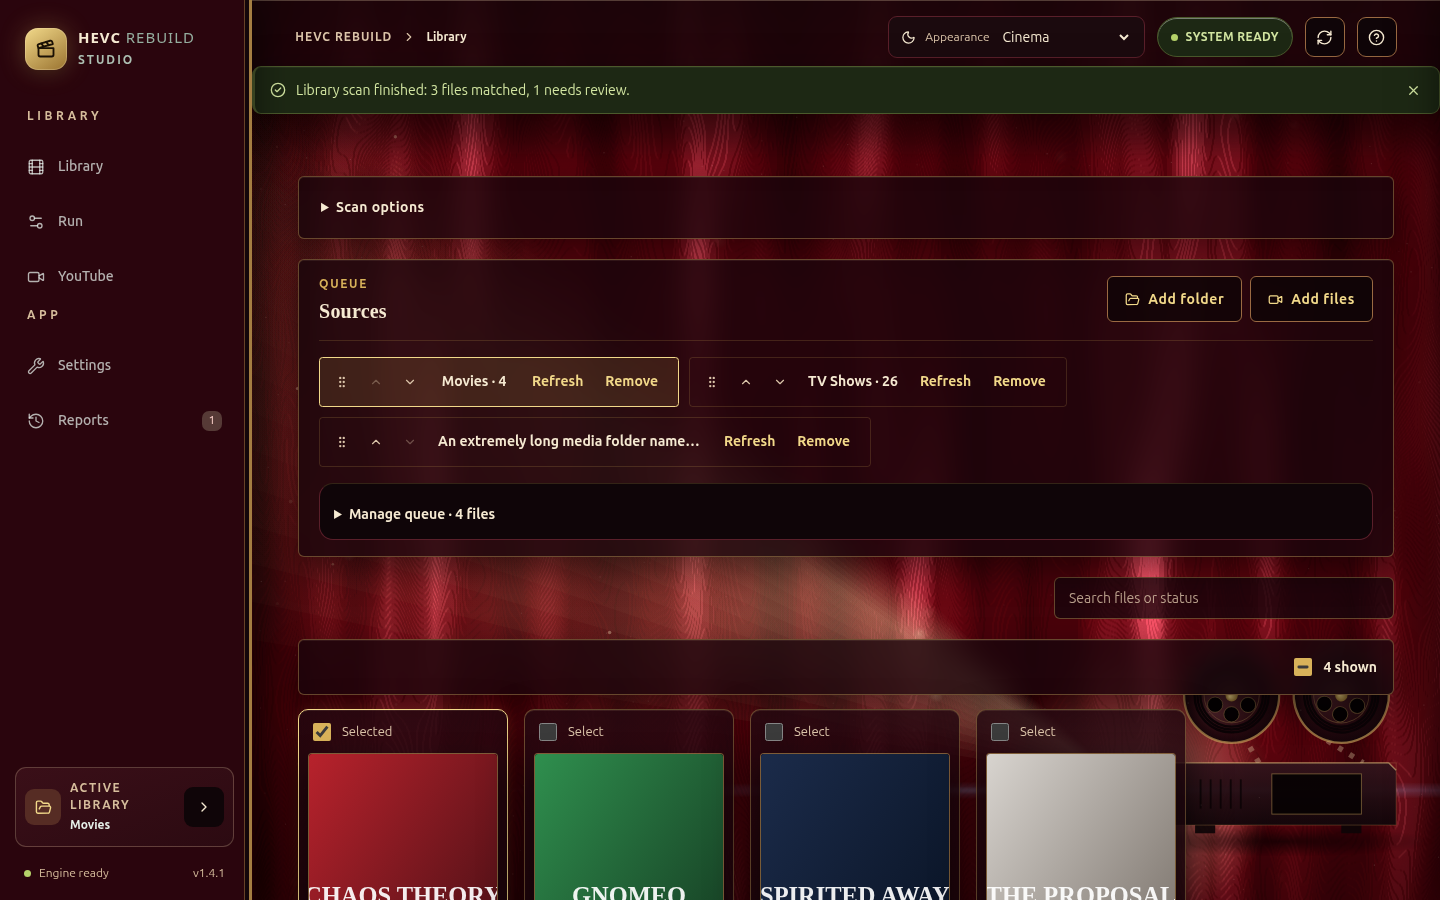 HEVC REBUILD
STUDIO
LIBRARY
Library
Run
YouTube
APP
Settings
Reports
1
ACTIVE
LIBRARY
Movies
Engine ready
v1.4.1
HEVC REBUILD
Library
Appearance
Cinema
SYSTEM READY
Library scan finished: 3 files matched, 1 needs review.
Scan options
QUEUE
Sources
Add folder
Add files
Movies · 4
Refresh
Remove
TV Shows · 26
Refresh
Remove
An extremely long media folder name…
Refresh
Remove
Manage queue · 4 files
Search files or status
4 shown
Selected
Select
Select
Select
CHAOS THEORY
GNOMEO
SPIRITED AWAY
THE PROPOSAL